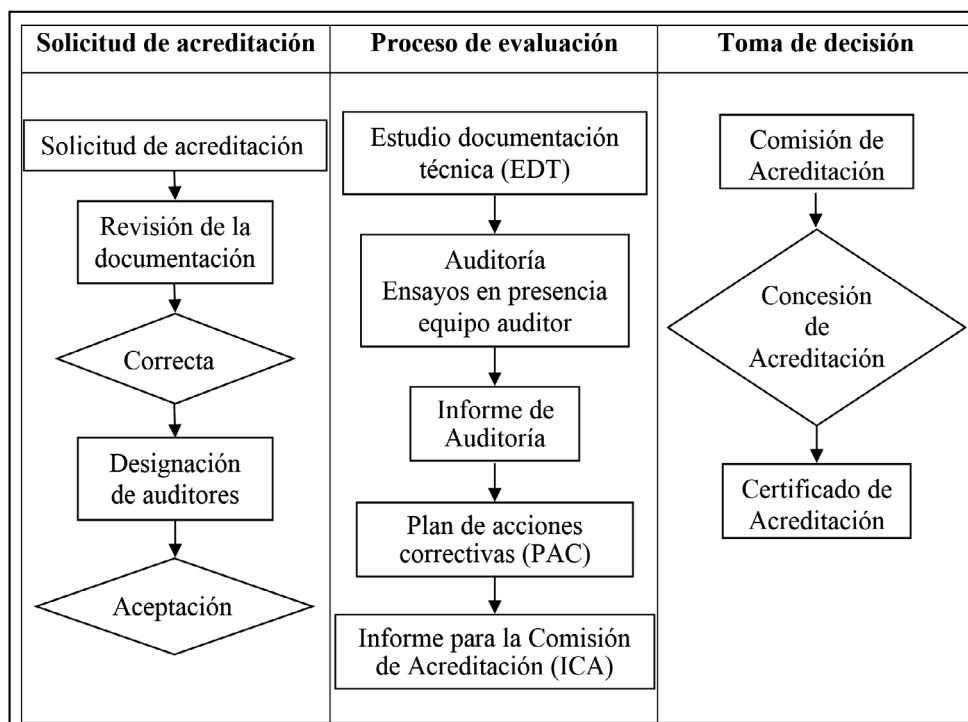 Solicitud de acreditación
Proceso de evaluación
Toma de decisión
Solicitud de acreditación
Revisión de la
documentación
Correcta
Designación
de auditores
Aceptación
Estudio documentación
técnica (EDT)
Auditoría
Ensayos en presencia
equipo auditor
Informe de
Auditoría
Plan de acciones
correctivas (PAC)
Informe para la Comisión
de Acreditación (ICA)
Comisión de
Acreditación
Concesión
de
Acreditación
Certificado de
Acreditación